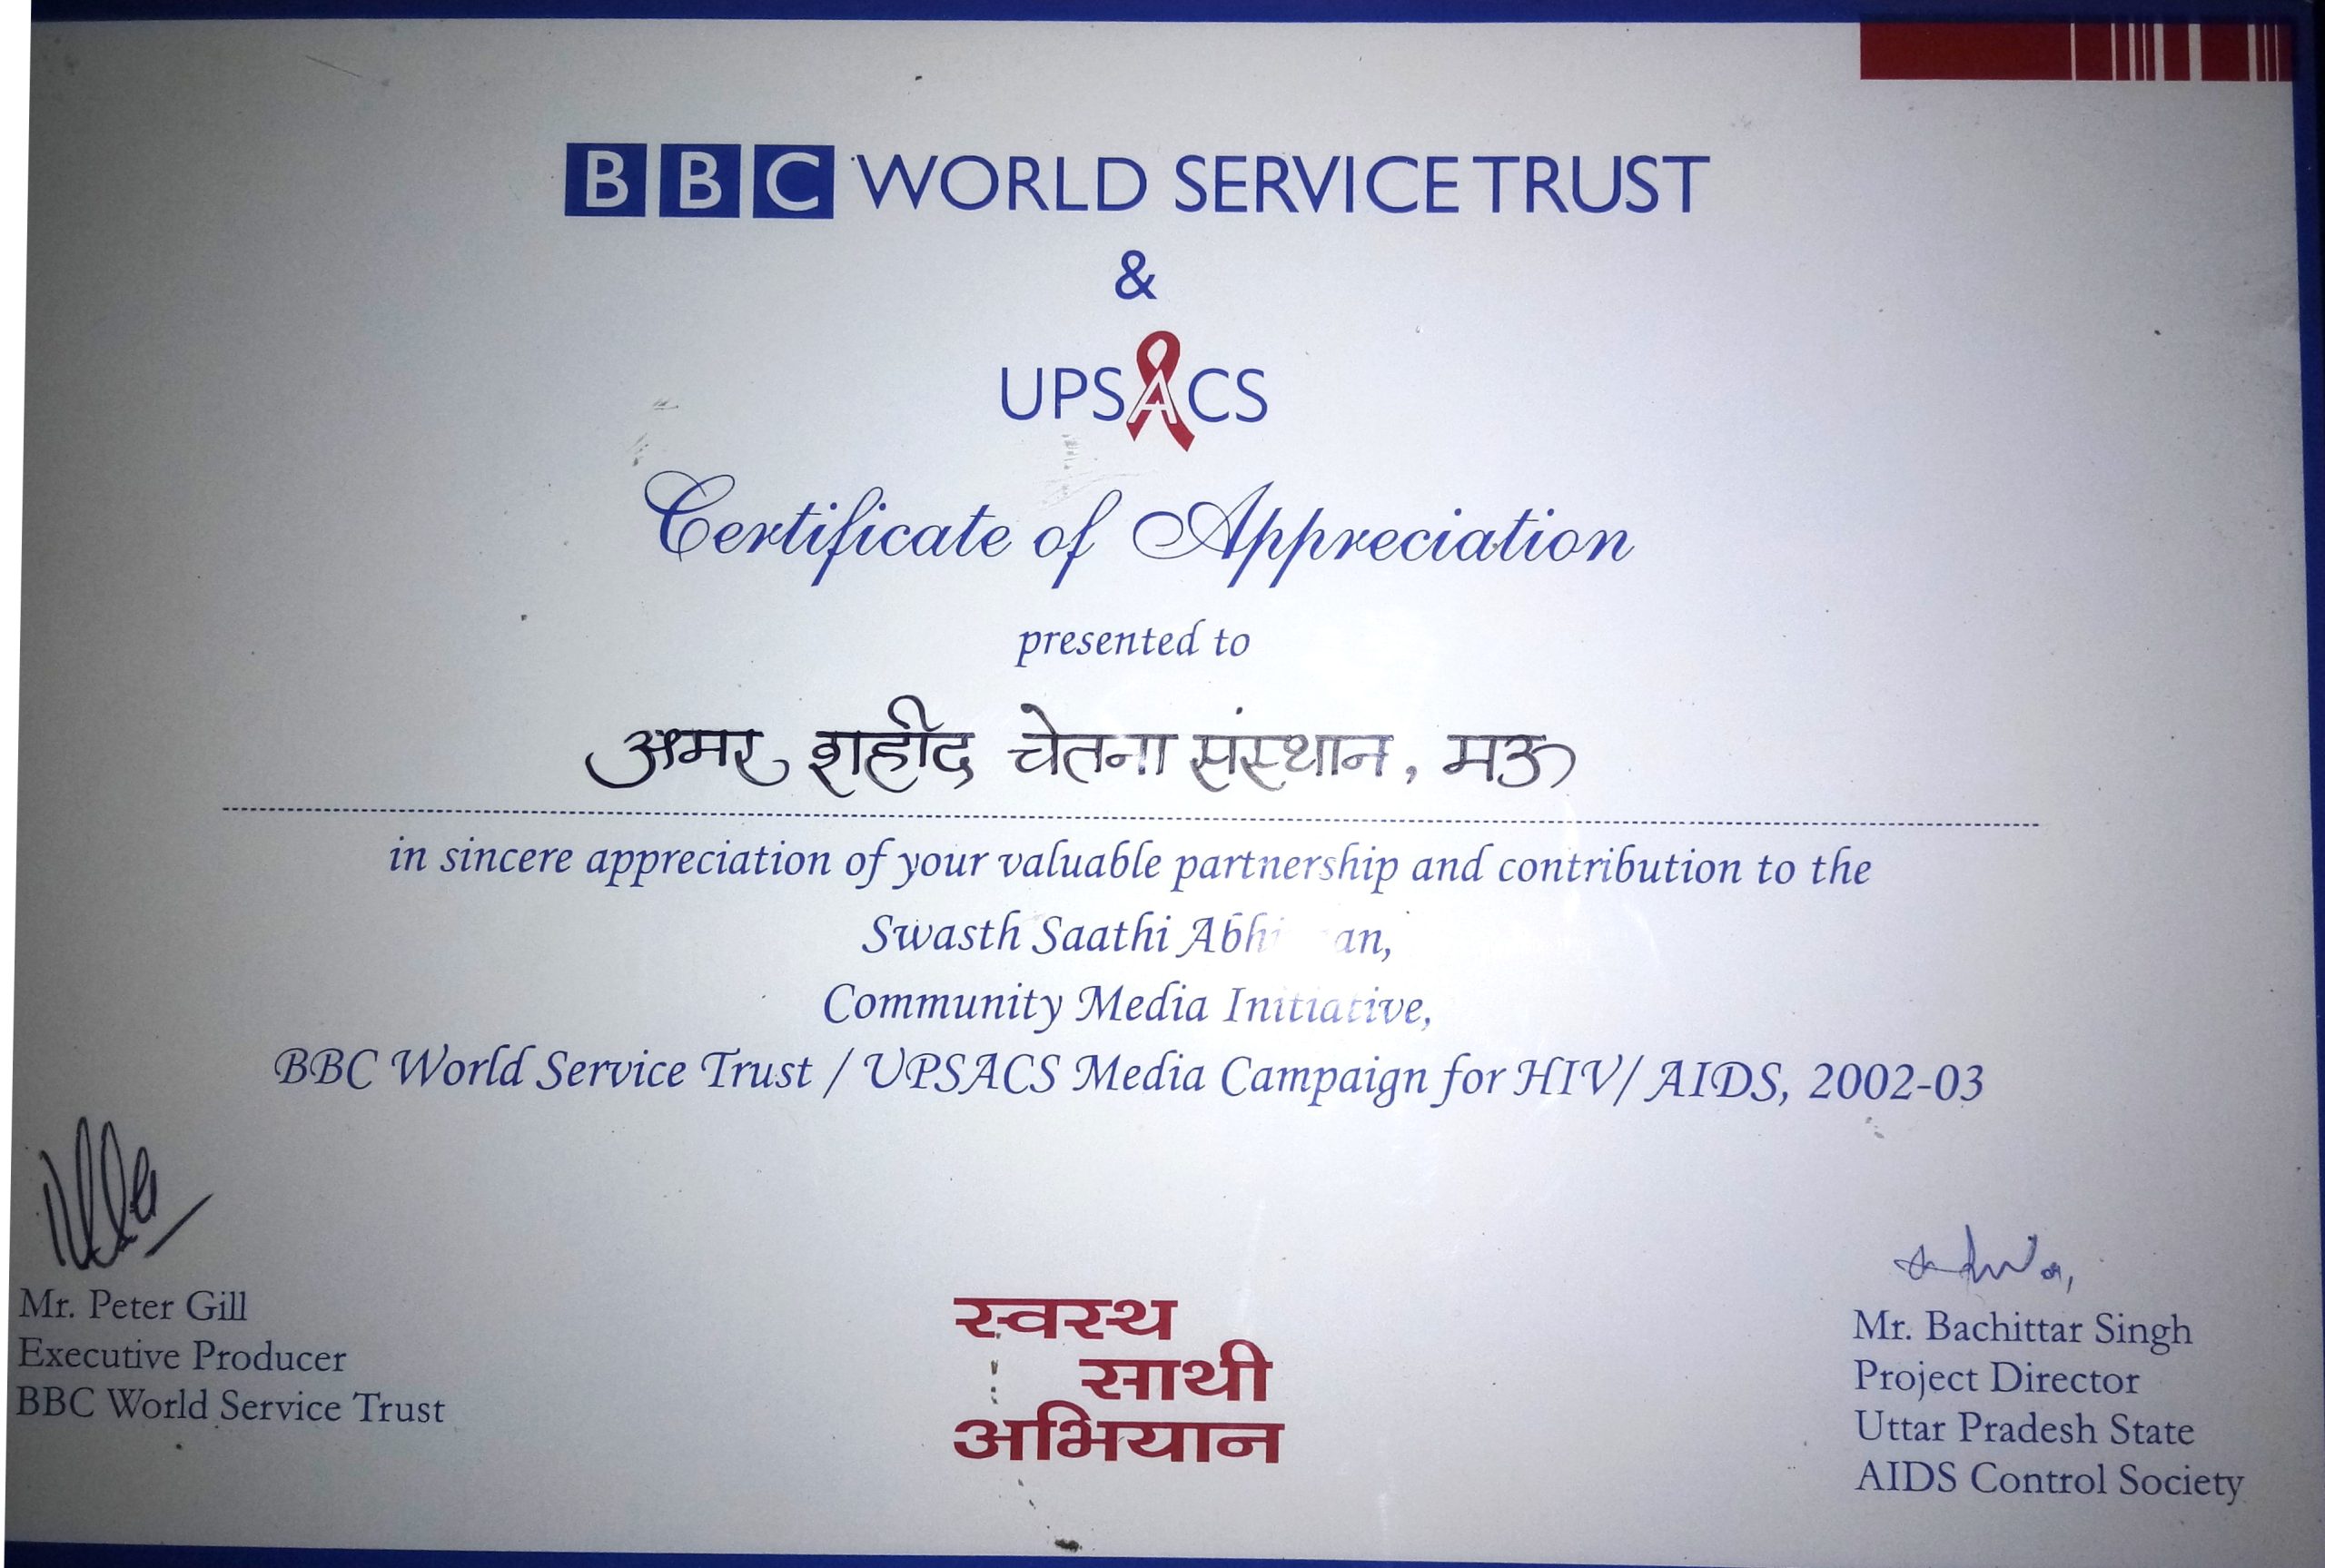 BBC WORLD SERVICE TRUST
&
UPSACS
Certificate of Appreciation
presented to
अमर शहीद चेतना संस्थान, मऊ
in sincere appreciation of your valuable partnership and contribution to the
Swasth Saathi
Community Media Initiative,
BBC World Service Trust / UPSACS Media Campaign for HIV/ AIDS, 2002-03
Mr. Peter Gill
Executive Producer
BBC World Service Trust
स्वस्थ
साथी
अभियान
Mr. Bachittar Singh
Project Director
Uttar Pradesh State
AIDS Control Society